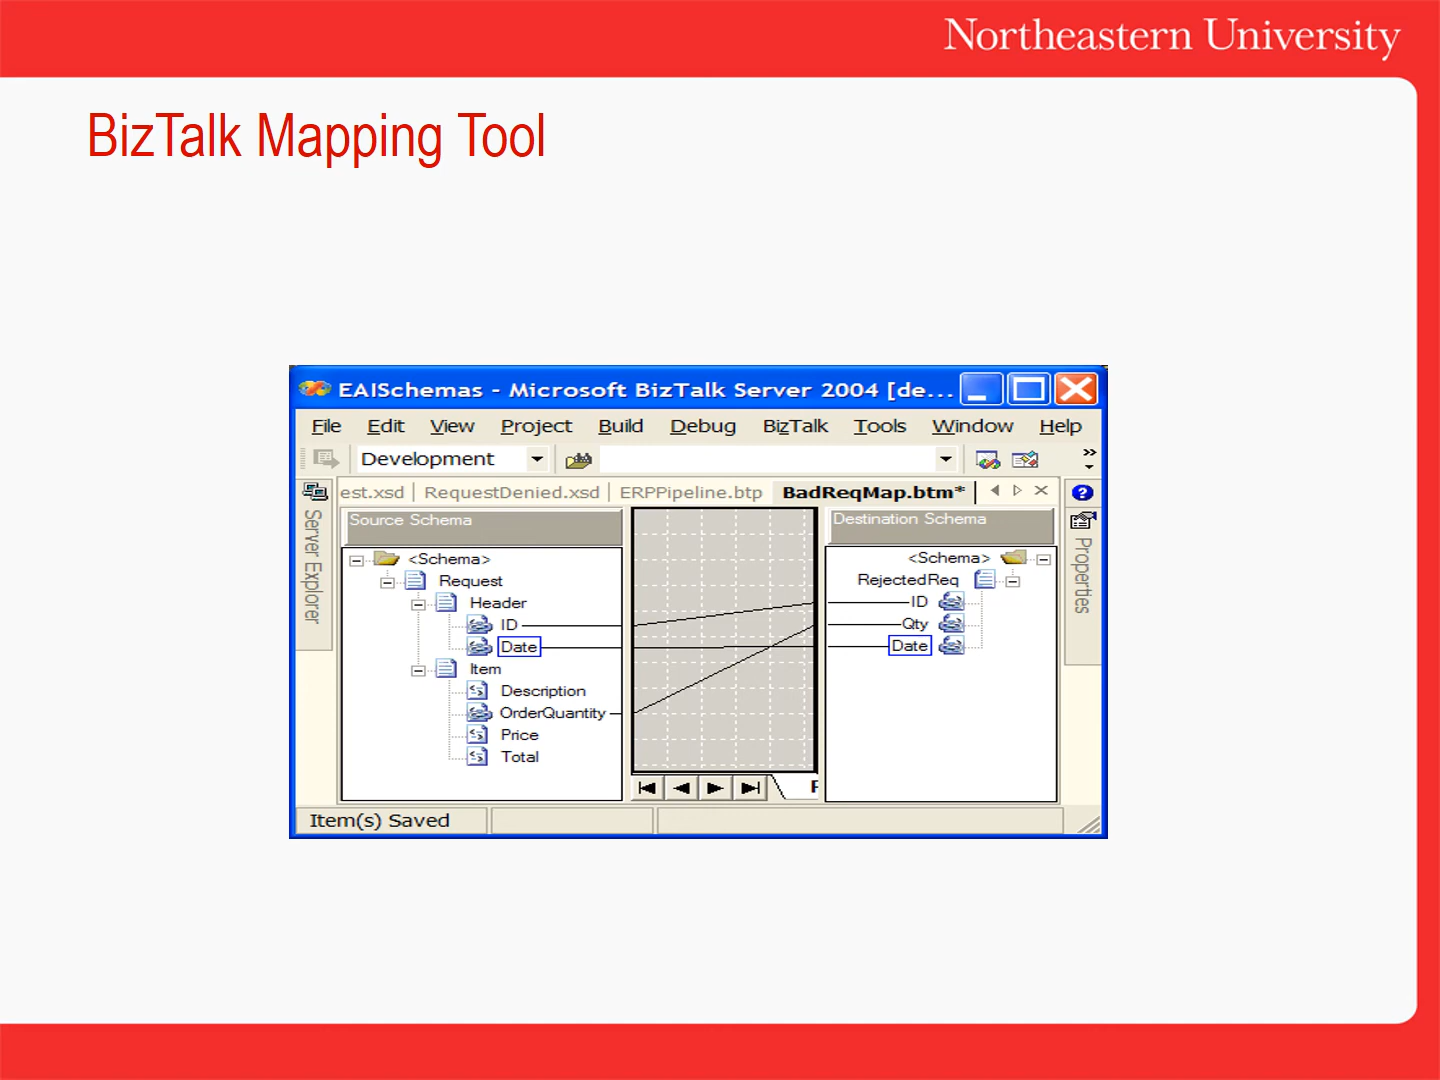 Northeastern University
BizTalk Mapping Tool
EAISchemas - Microsoft BizTalk Server 2004 [de...
File Edit View Project Build Debug BizTalk Tools Window Help
Development
est.xsd RequestDenied.xsd ERPPipeline.btp BadReqMap.btm*
Server Explorer
Source Schema
<Schema>
Request
Header
ID
Date
Item
Description
OrderQuantity
Price
Total
Destination Schema
<Schema>
RejectedReq
ID
Qty
Date
Properties
Item(s) Saved